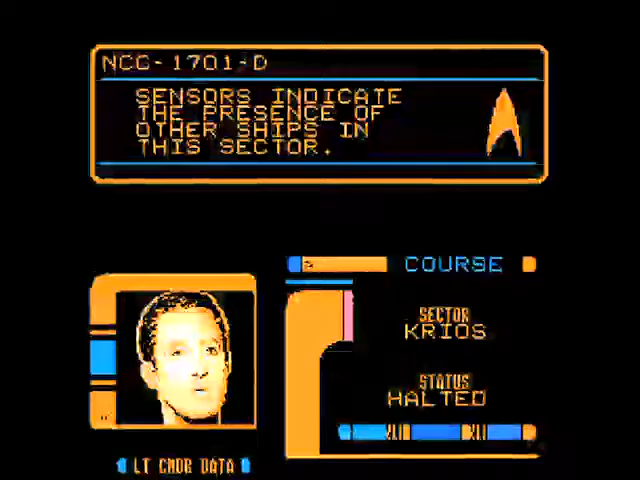 NCC-1701-D
SENSORS INDICATE
THE PRESENCE OF
OTHER SHIPS IN
THIS SECTOR.
COURSE
SECTOR
KRIOS
STATUS
HALTED
LT CMDR DATA